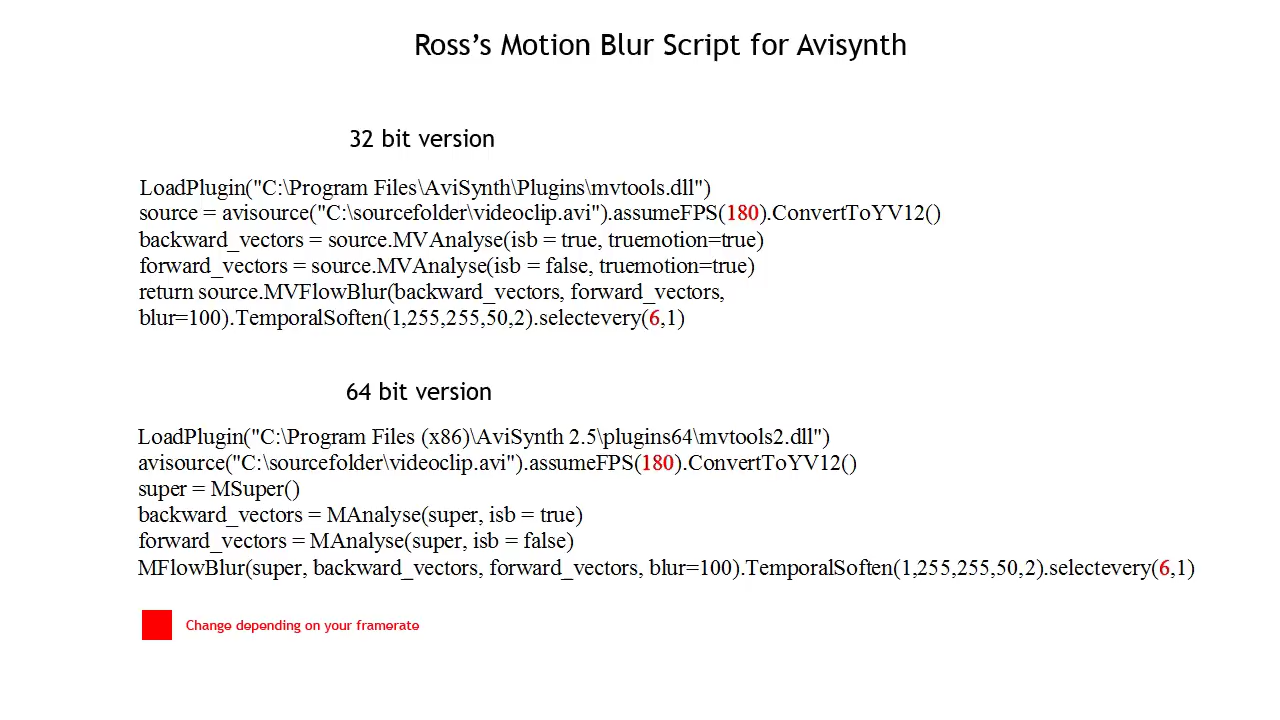 Ross’s Motion Blur Script for Avisynth
32 bit version
LoadPlugin("C:\Program Files\AviSynth\Plugins\mvtools.dll")
source = avisource("C:\sourcefolder\videoclip.avi").assumeFPS(180).ConvertToYV12()
backward_vectors = source.MVAnalyse(isb = true, truemotion=true)
forward_vectors = source.MVAnalyse(isb = false, truemotion=true)
return source.MVFlowBlur(backward_vectors, forward_vectors,
blur=100).TemporalSoften(1,255,255,50,2).selectevery(6,1)
64 bit version
LoadPlugin("C:\Program Files (x86)\AviSynth 2.5\plugins64\mvtools2.dll")
avisource("C:\sourcefolder\videoclip.avi").assumeFPS(180).ConvertToYV12()
super = MSuper()
backward_vectors = MAnalyse(super, isb = true)
forward_vectors = MAnalyse(super, isb = false)
MFlowBlur(super, backward_vectors, forward_vectors, blur=100).TemporalSoften(1,255,255,50,2).selectevery(6,1)
Change depending on your framerate